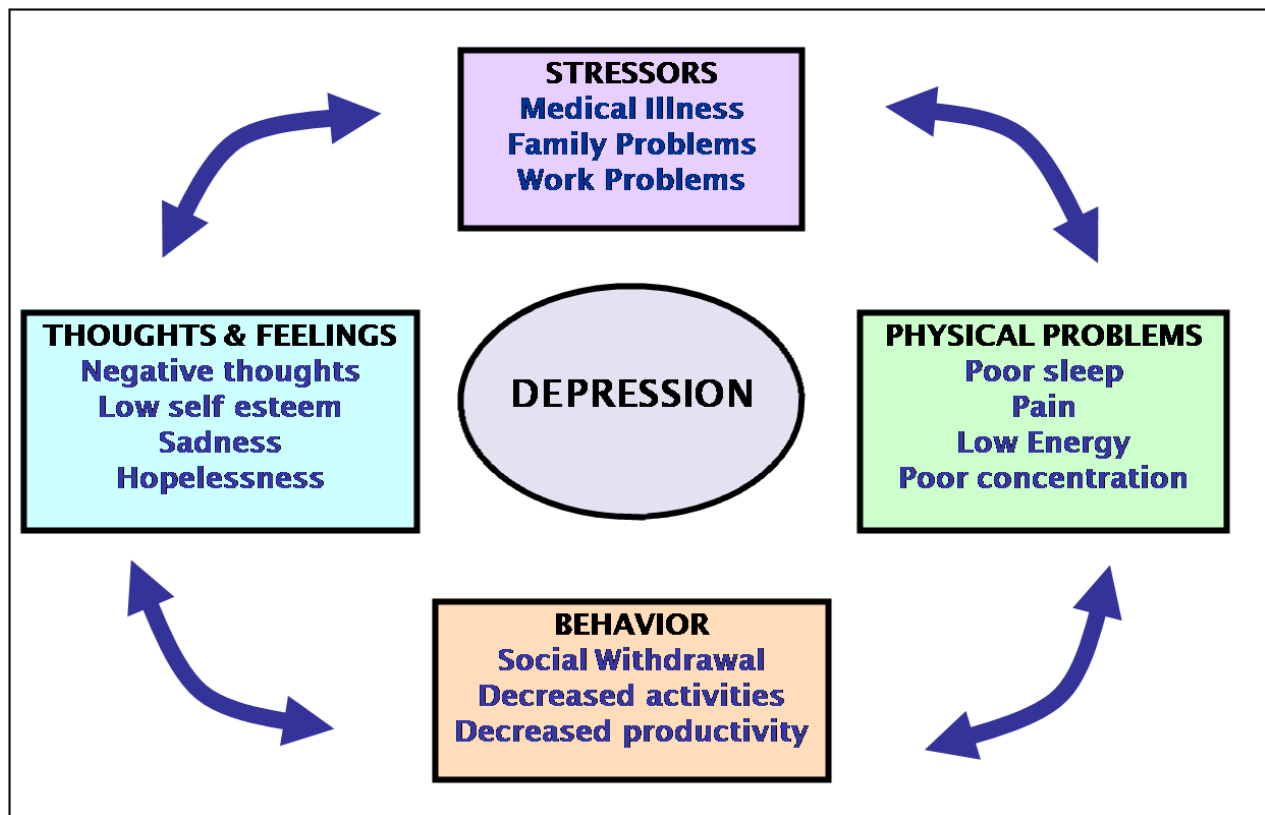 STRESSORS
Medical Illness
Family Problems
Work Problems
THOUGHTS & FEELINGS
Negative thoughts
Low self esteem
Sadness
Hopelessness
DEPRESSION
PHYSICAL PROBLEMS
Poor sleep
Pain
Low Energy
Poor concentration
BEHAVIOR
Social Withdrawal
Decreased activities
Decreased productivity